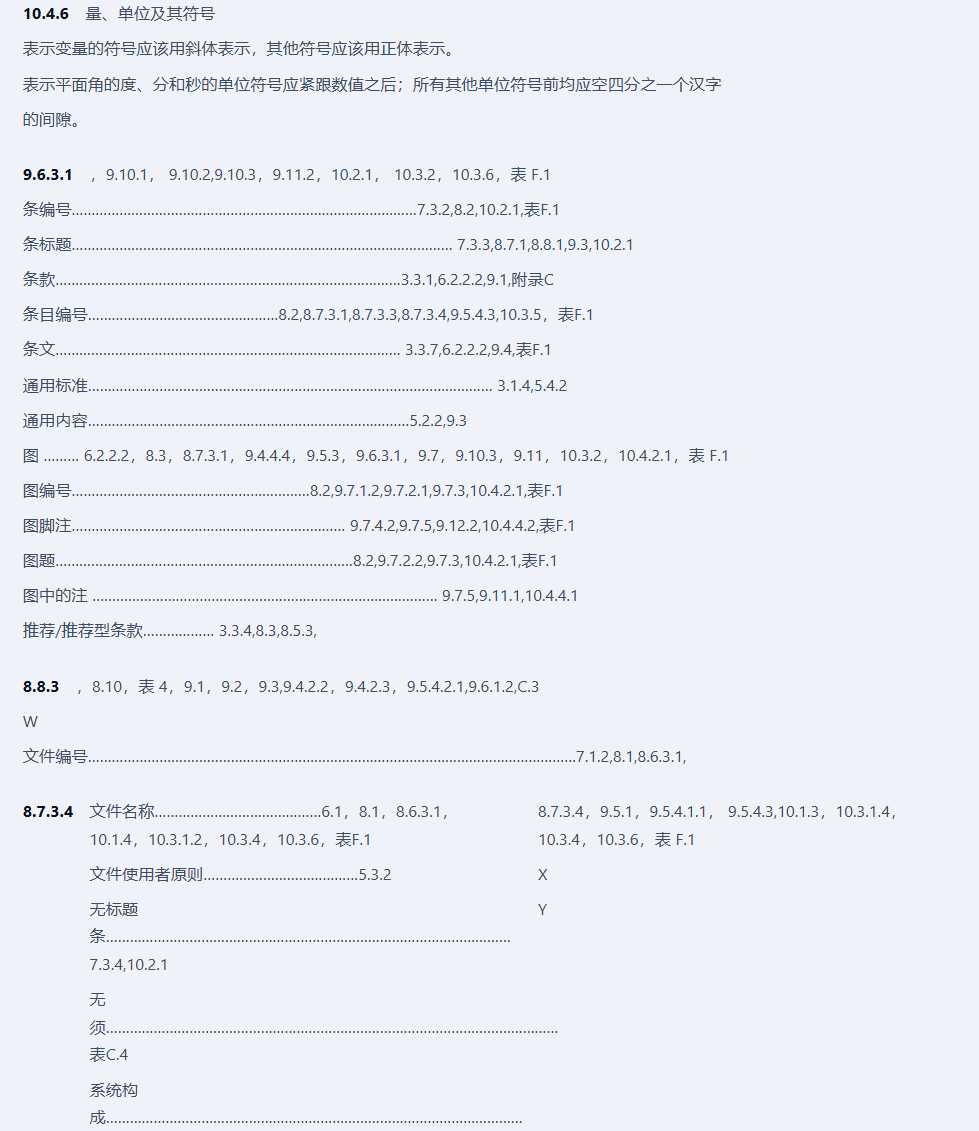 10.4.6 量、单位及其符号
表示变量的符号应该用斜体表示，其他符号应该用正体表示。
表示平面角的度、分和秒的单位符号应紧跟数值之后；所有其他单位符号前均应空四分之一个汉字
的间隙。
9.6.3.1 ，9.10.1， 9.10.2,9.10.3，9.11.2，10.2.1， 10.3.2，10.3.6，表 F.1
条编号......................................................................................7.3.2,8.2,10.2.1,表F.1
条标题............................................................................................... 7.3.3,8.7.1,8.8.1,9.3,10.2.1
条款......................................................................................3.3.1,6.2.2.2,9.1,附录C
条目编号................................................8.2,8.7.3.1,8.7.3.3,8.7.3.4,9.5.4.3,10.3.5，表F.1
条文...................................................................................... 3.3.7,6.2.2.2,9.4,表F.1
通用标准..................................................................................................... 3.1.4,5.4.2
通用内容................................................................................5.2.2,9.3
图 ......... 6.2.2.2，8.3，8.7.3.1，9.4.4.4，9.5.3，9.6.3.1，9.7，9.10.3，9.11，10.3.2，10.4.2.1，表 F.1
图编号............................................................8.2,9.7.1.2,9.7.2.1,9.7.3,10.4.2.1,表F.1
图脚注.................................................................... 9.7.4.2,9.7.5,9.12.2,10.4.4.2,表F.1
图题..........................................................................8.2,9.7.2.2,9.7.3,10.4.2.1,表F.1
图中的注 ...................................................................................... 9.7.5,9.11.1,10.4.4.1
推荐/推荐型条款.................. 3.3.4,8.3,8.5.3,
8.8.3 ，8.10，表 4，9.1，9.2，9.3,9.4.2.2，9.4.2.3，9.5.4.2.1,9.6.1.2,C.3
W
文件编号..........................................................................................................................7.1.2,8.1,8.6.3.1,
8.7.3.4 文件名称..........................................6.1，8.1，8.6.3.1，
10.1.4，10.3.1.2，10.3.4，10.3.6，表F.1
文件使用者原则.......................................5.3.2
无标题
条.....................................................................................................
7.3.4,10.2.1
无
须.................................................................................................................
表C.4
系统构
成........................................................................................................
8.7.3.4，9.5.1，9.5.4.1.1， 9.5.4.3,10.1.3，10.3.1.4，
10.3.4，10.3.6，表 F.1
X
Y